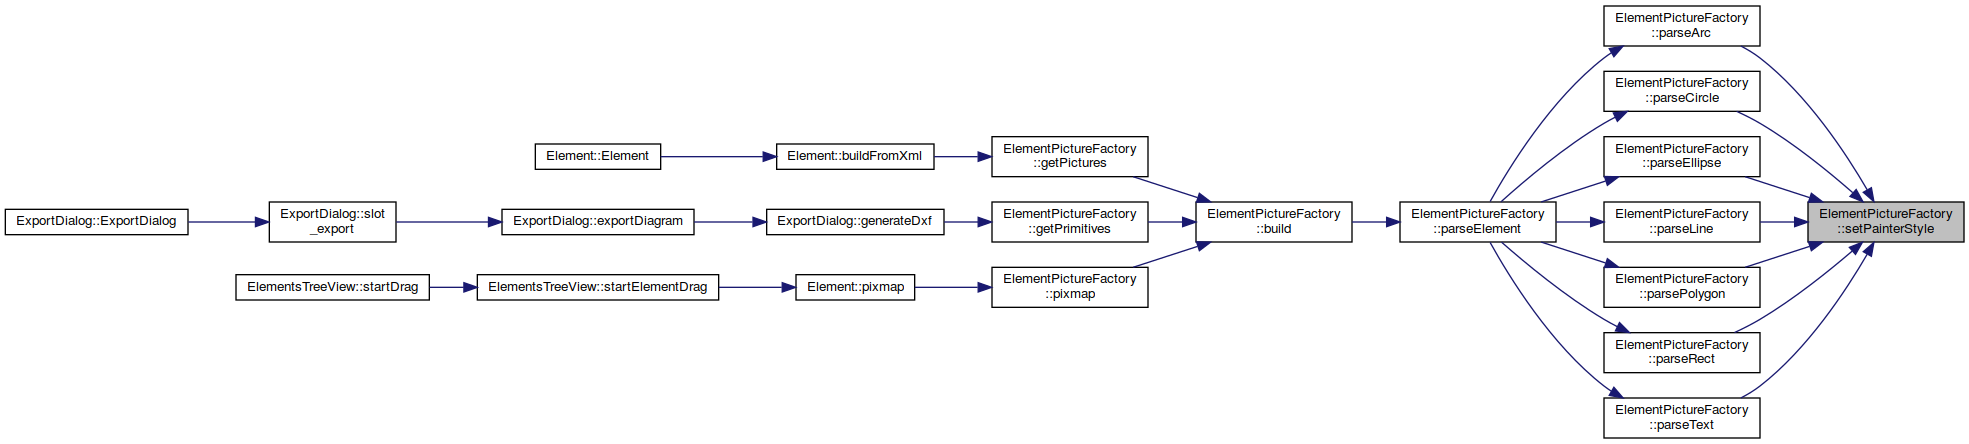 ExportDialog::ExportDialog
ExportDialog::slot
_export
ElementsTreeView::startDrag
Element::Element
ExportDialog::exportDiagram
ElementsTreeView::startElementDrag
Element::buildFromXml
ExportDialog::generateDxf
Element::pixmap
ElementPictureFactory
::getPictures
ElementPictureFactory
::getPrimitives
ElementPictureFactory
::pixmap
ElementPictureFactory
::build
ElementPictureFactory
::parseElement
ElementPictureFactory
::parseArc
ElementPictureFactory
::parseCircle
ElementPictureFactory
::parseEllipse
ElementPictureFactory
::parseLine
ElementPictureFactory
::parsePolygon
ElementPictureFactory
::parseRect
ElementPictureFactory
::parseText
ElementPictureFactory
::setPainterStyle